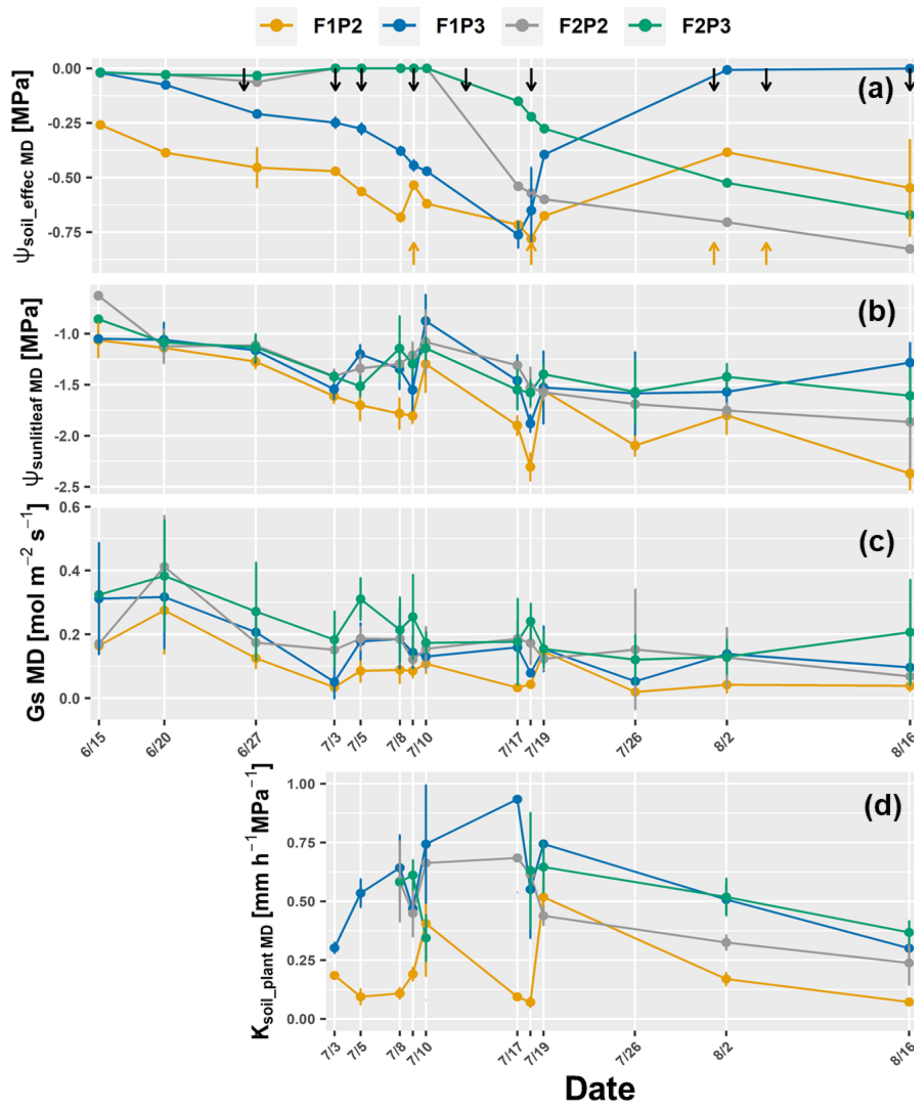 F1P2 F1P3 F2P2 F2P3
(a)
Ψsoil_effec MD [MPa]
0.00
-0.25
-0.50
-0.75
(b)
Ψsunlitleaf MD [MPa]
-1.0
-1.5
-2.0
-2.5
(c)
Gs MD [mol m−2 s−1]
0.6
0.4
0.2
0.0
6/15 6/20 6/27 7/3 7/5 7/8 7/10 7/17 7/19 7/26 8/2 8/16
(d)
Ksoil_plant MD [mm h−1MPa−1]
1.00
0.75
0.50
0.25
0.00
7/3 7/5 7/8 7/10 7/17 7/19 7/26 8/2 8/16
Date